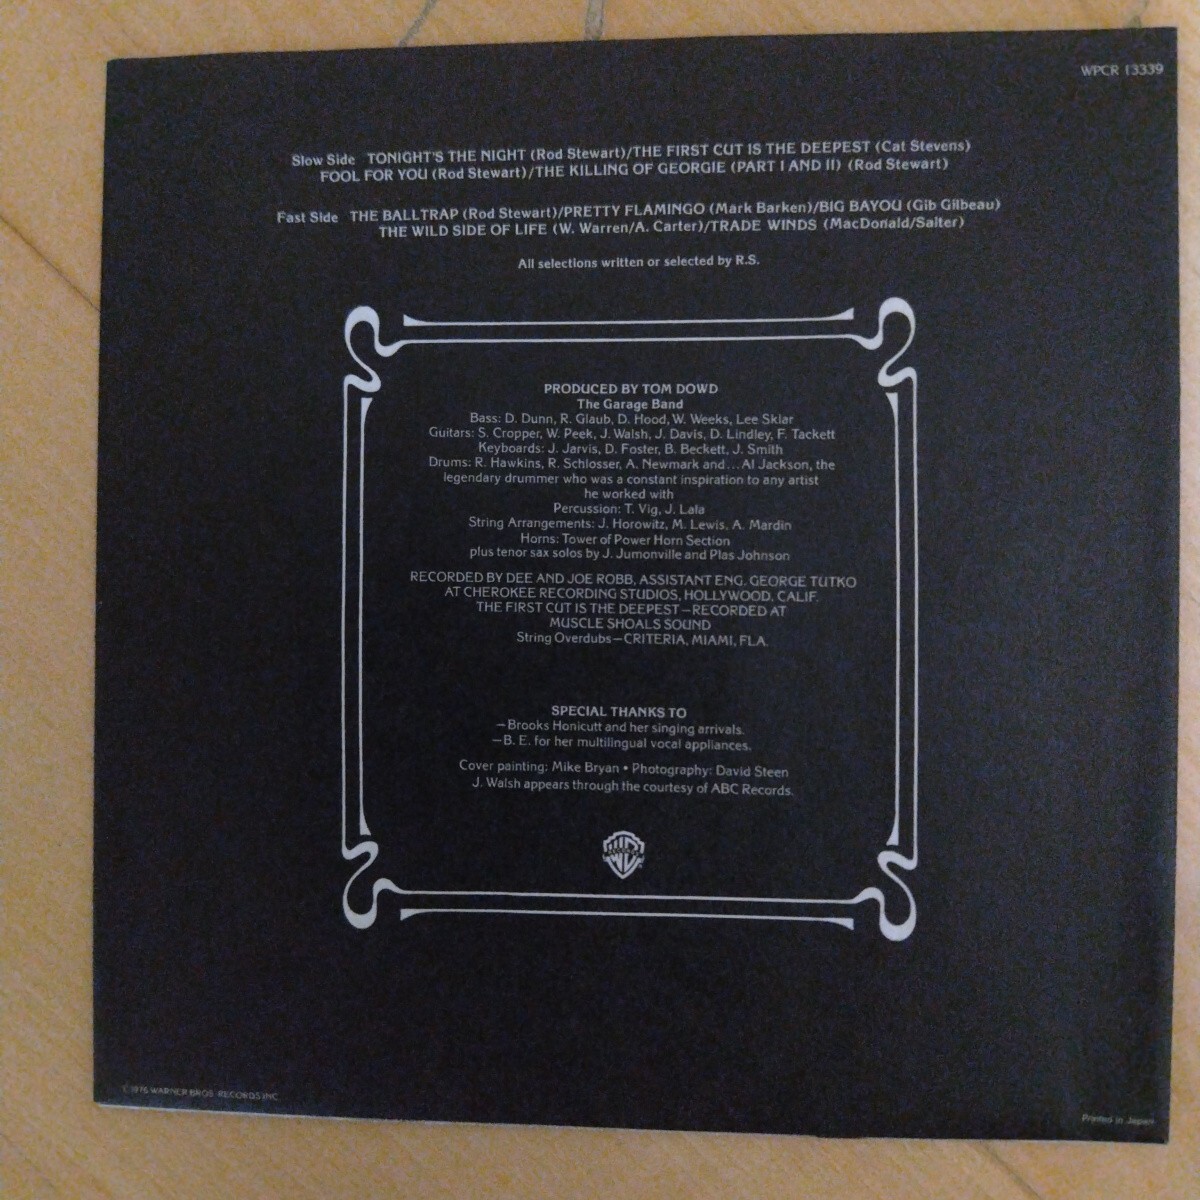 WPCR 13339
Slow Side TONIGHT'S THE NIGHT (Rod Stewart)/THE FIRST CUT IS THE DEEPEST (Cat Stevens)
FOOL FOR YOU (Rod Stewart)/THE KILLING OF GEORGIE (PART I AND II) (Rod Stewart)
Fast Side THE BALLTRAP (Rod Stewart)/PRETTY FLAMINGO (Mark Barken)/BIG BAYOU (Gib Gilbeau)
THE WILD SIDE OF LIFE (W. Warren/A. Carter)/TRADE WINDS (MacDonald/Salter)
All selections written or selected by R.S.
PRODUCED BY TOM DOWD
The Garage Band
Bass: D. Dunn, R. Glaub, D. Hood, W. Weeks, Lee Sklar
Guitars: S. Cropper, W. Peek, J. Walsh, J. Davis, D. Lindley, F. Tackett
Keyboards: J. Jarvis, D. Foster, B. Beckett, J. Smith
Drums: R. Hawkins, R. Schlosser, A. Newmark and...Al Jackson, the
legendary drummer who was a constant inspiration to any artist
he worked with
Percussion: T. Vig, J. Lala
String Arrangements: J. Horowitz, M. Lewis, A. Mardin
Horns: Tower of Power Horn Section
plus tenor sax solos by J. Jumonville and Plas Johnson
RECORDED BY DEE AND JOE ROBB, ASSISTANT ENG. GEORGE TUTKO
AT CHEROKEE RECORDING STUDIOS, HOLLYWOOD, CALIF.
THE FIRST CUT IS THE DEEPEST—RECORDED AT
MUSCLE SHOALS SOUND
String Overdubs—CRITERIA, MIAMI, FLA.
SPECIAL THANKS TO
—Brooks Honicutt and her singing arrivals.
—B. E. for her multilingual vocal appliances.
Cover painting: Mike Bryan • Photography: David Steen
J. Walsh appears through the courtesy of ABC Records.
WB
© 1976 WARNER BROS. RECORDS INC.
Printed in Japan